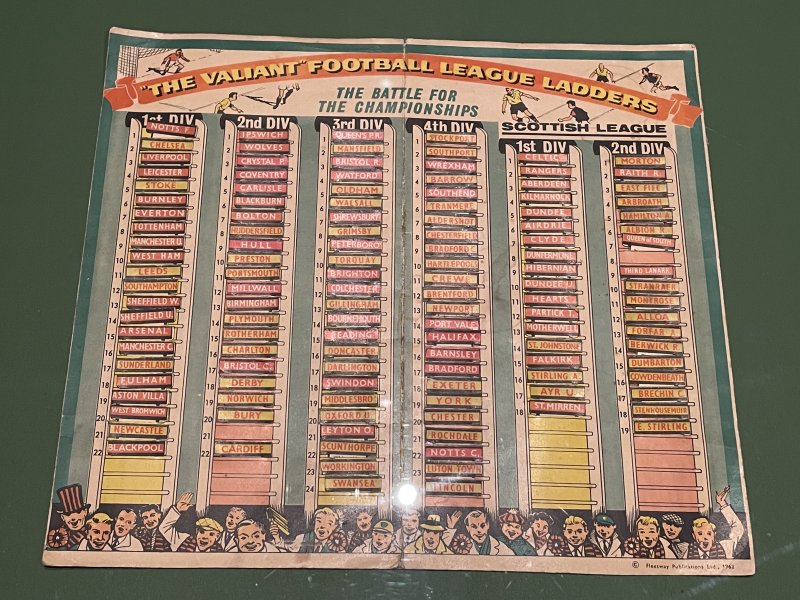 "THE VALIANT" FOOTBALL LEAGUE LADDERS
THE BATTLE FOR
THE CHAMPIONSHIPS
1st DIV
NOTTS F.
CHELSEA
LIVERPOOL
LEICESTER
STOKE
BURNLEY
EVERTON
TOTTENHAM
MANCHESTER U.
WEST HAM
LEEDS
SOUTHAMPTON
SHEFFIELD W.
SHEFFIELD U.
ARSENAL
MANCHESTER C.
SUNDERLAND
FULHAM
ASTON VILLA
WEST BROMWICH
NEWCASTLE
BLACKPOOL
2nd DIV
IPSWICH
WOLVES
CRYSTAL P.
COVENTRY
CARLISLE
BLACKBURN
BOLTON
HUDDERSFIELD
HULL
PRESTON
PORTSMOUTH
MILLWALL
BIRMINGHAM
PLYMOUTH
ROTHERHAM
CHARLTON
BRISTOL C.
DERBY
NORWICH
BURY
CARDIFF
3rd DIV
QUEEN'S P.R.
MANSFIELD
BRISTOL R.
WATFORD
OLDHAM
WALSALL
SHREWSBURY
GRIMSBY
PETERBORO'
TORQUAY
BRIGHTON
COLCHESTER
GILLINGHAM
BOURNEMOUTH
READING
DONCASTER
DARLINGTON
SWINDON
MIDDLESBRO
OXFORD U.
LEYTON O.
SCUNTHORPE
WORKINGTON
SWANSEA
4th DIV
STOCKPORT
SOUTHPORT
WREXHAM
BARROW
SOUTHEND
TRANMERE
ALDERSHOT
CHESTERFIELD
BRADFORD C.
HARTLEPOOLS
CREWE
BRENTFORD
NEWPORT
PORT VALE
HALIFAX
BARNSLEY
BRADFORD
EXETER
YORK
CHESTER
ROCHDALE
NOTTS C.
LUTON TOWN
LINCOLN
SCOTTISH LEAGUE
1st DIV
CELTIC
RANGERS
ABERDEEN
KILMARNOCK
DUNDEE
AIRDRIE
CLYDE
DUNFERMLINE
HIBERNIAN
DUNDEE U.
HEARTS
PARTICK T.
MOTHERWELL
ST. JOHNSTONE
FALKIRK
STIRLING A.
AYR U.
ST. MIRREN
2nd DIV
MORTON
RAITH R.
EAST FIFE
ARBROATH
HAMILTON A.
ALBION R.
QUEEN of SOUTH
THIRD LANARK
STRANRAER
MONTROSE
ALLOA
FORFAR A.
BERWICK R.
DUMBARTON
COWDENBEATH
BRECHIN C.
STENHOUSEMUIR
E. STIRLING
© Fleetway Publications Ltd., 1963